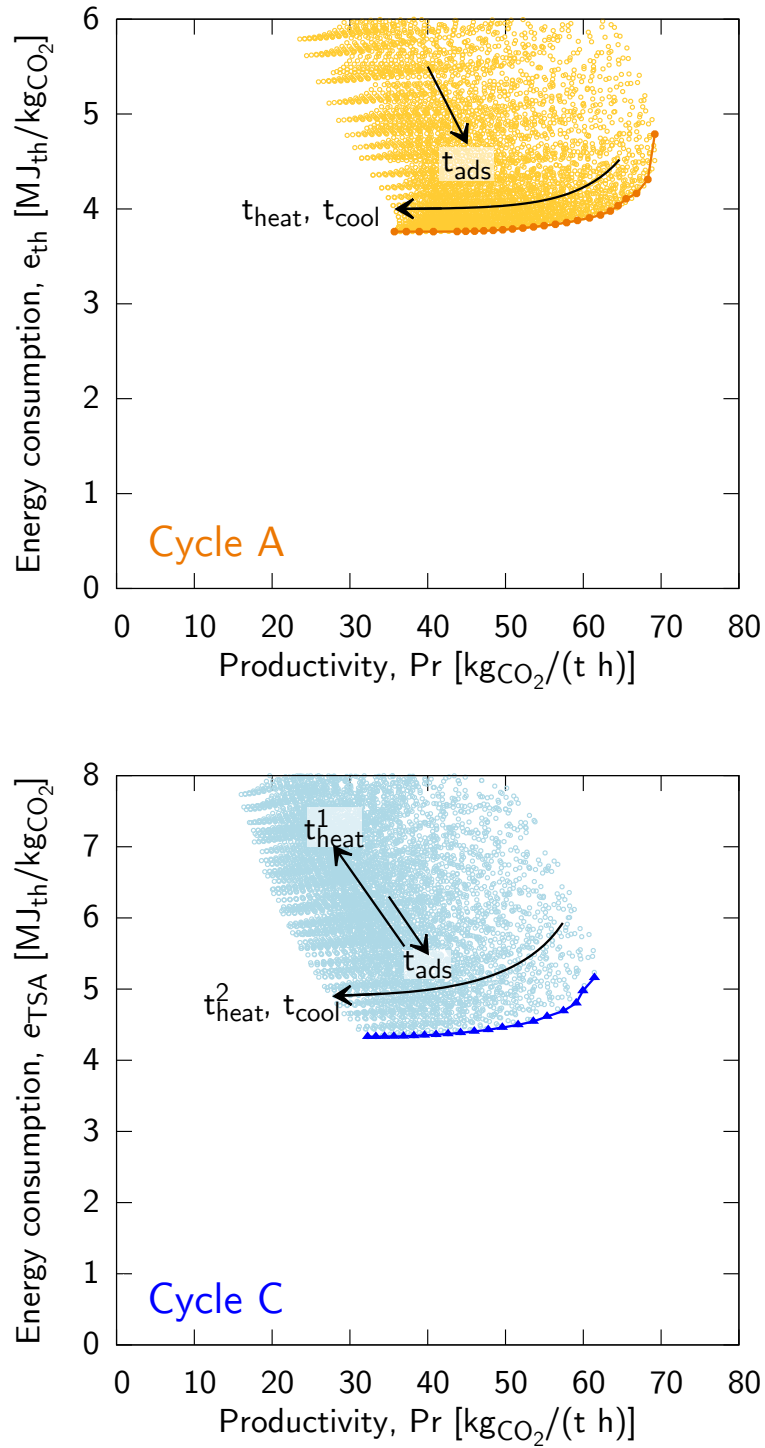 6
5
4
3
2
1
0
Energy consumption, e_th [MJ_th/kg_CO₂]
t_ads
t_heat, t_cool
Cycle A
0 10 20 30 40 50 60 70 80
Productivity, Pr [kg_CO₂/(t h)]
8
7
6
5
4
3
2
1
0
Energy consumption, e_TSA [MJ_th/kg_CO₂]
t¹_heat
t_ads
t²_heat, t_cool
Cycle C
0 10 20 30 40 50 60 70 80
Productivity, Pr [kg_CO₂/(t h)]